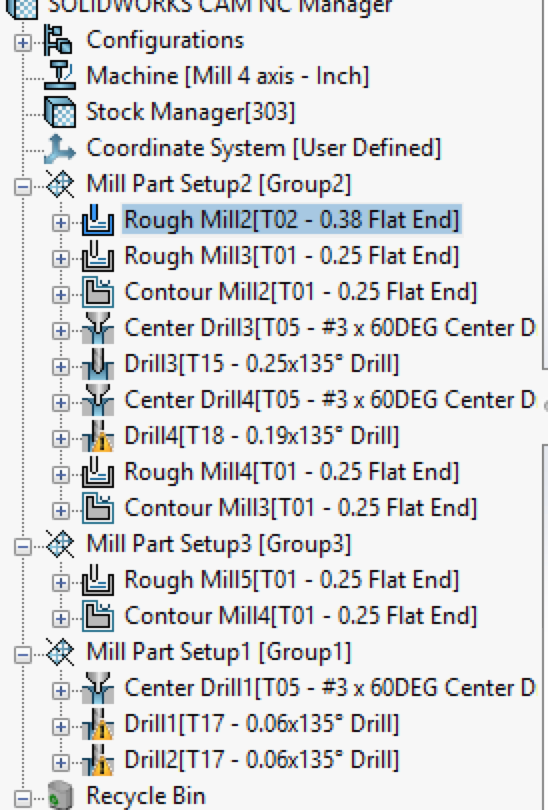 SOLIDWORKS CAM NC Manager
Configurations
Machine [Mill 4 axis - Inch]
Stock Manager[303]
Coordinate System [User Defined]
Mill Part Setup2 [Group2]
Rough Mill2[T02 - 0.38 Flat End]
Rough Mill3[T01 - 0.25 Flat End]
Contour Mill2[T01 - 0.25 Flat End]
Center Drill3[T05 - #3 x 60DEG Center D
Drill3[T15 - 0.25x135° Drill]
Center Drill4[T05 - #3 x 60DEG Center D
Drill4[T18 - 0.19x135° Drill]
Rough Mill4[T01 - 0.25 Flat End]
Contour Mill3[T01 - 0.25 Flat End]
Mill Part Setup3 [Group3]
Rough Mill5[T01 - 0.25 Flat End]
Contour Mill4[T01 - 0.25 Flat End]
Mill Part Setup1 [Group1]
Center Drill1[T05 - #3 x 60DEG Center D
Drill1[T17 - 0.06x135° Drill]
Drill2[T17 - 0.06x135° Drill]
Recycle Bin